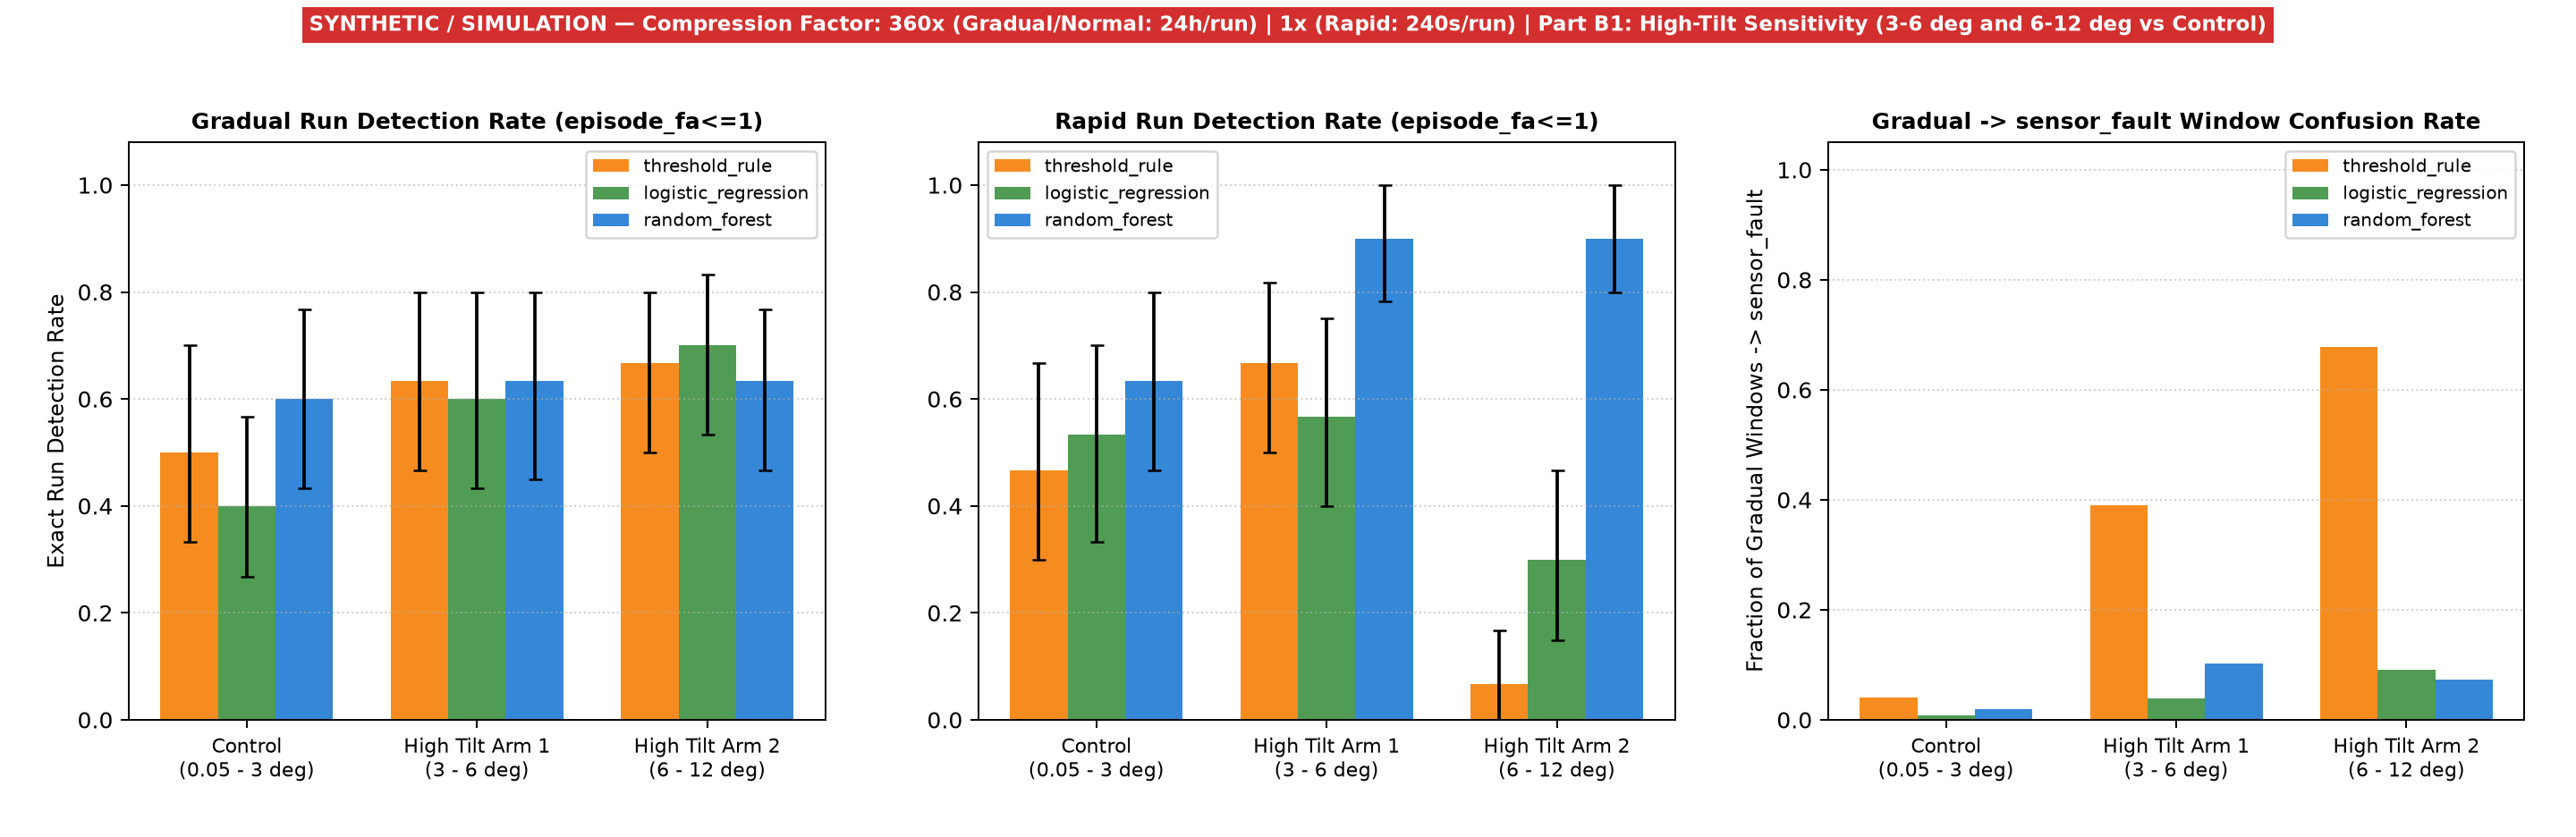 SYNTHETIC / SIMULATION — Compression Factor: 360x (Gradual/Normal: 24h/run) | 1x (Rapid: 240s/run) | Part B1: High-Tilt Sensitivity (3-6 deg and 6-12 deg vs Control)
Gradual Run Detection Rate (episode_fa<=1)
Exact Run Detection Rate
1.0
0.8
0.6
0.4
0.2
0.0
threshold_rule
logistic_regression
random_forest
Control
(0.05 - 3 deg)
High Tilt Arm 1
(3 - 6 deg)
High Tilt Arm 2
(6 - 12 deg)
Rapid Run Detection Rate (episode_fa<=1)
1.0
0.8
0.6
0.4
0.2
0.0
threshold_rule
logistic_regression
random_forest
Control
(0.05 - 3 deg)
High Tilt Arm 1
(3 - 6 deg)
High Tilt Arm 2
(6 - 12 deg)
Gradual -> sensor_fault Window Confusion Rate
Fraction of Gradual Windows -> sensor_fault
1.0
0.8
0.6
0.4
0.2
0.0
threshold_rule
logistic_regression
random_forest
Control
(0.05 - 3 deg)
High Tilt Arm 1
(3 - 6 deg)
High Tilt Arm 2
(6 - 12 deg)